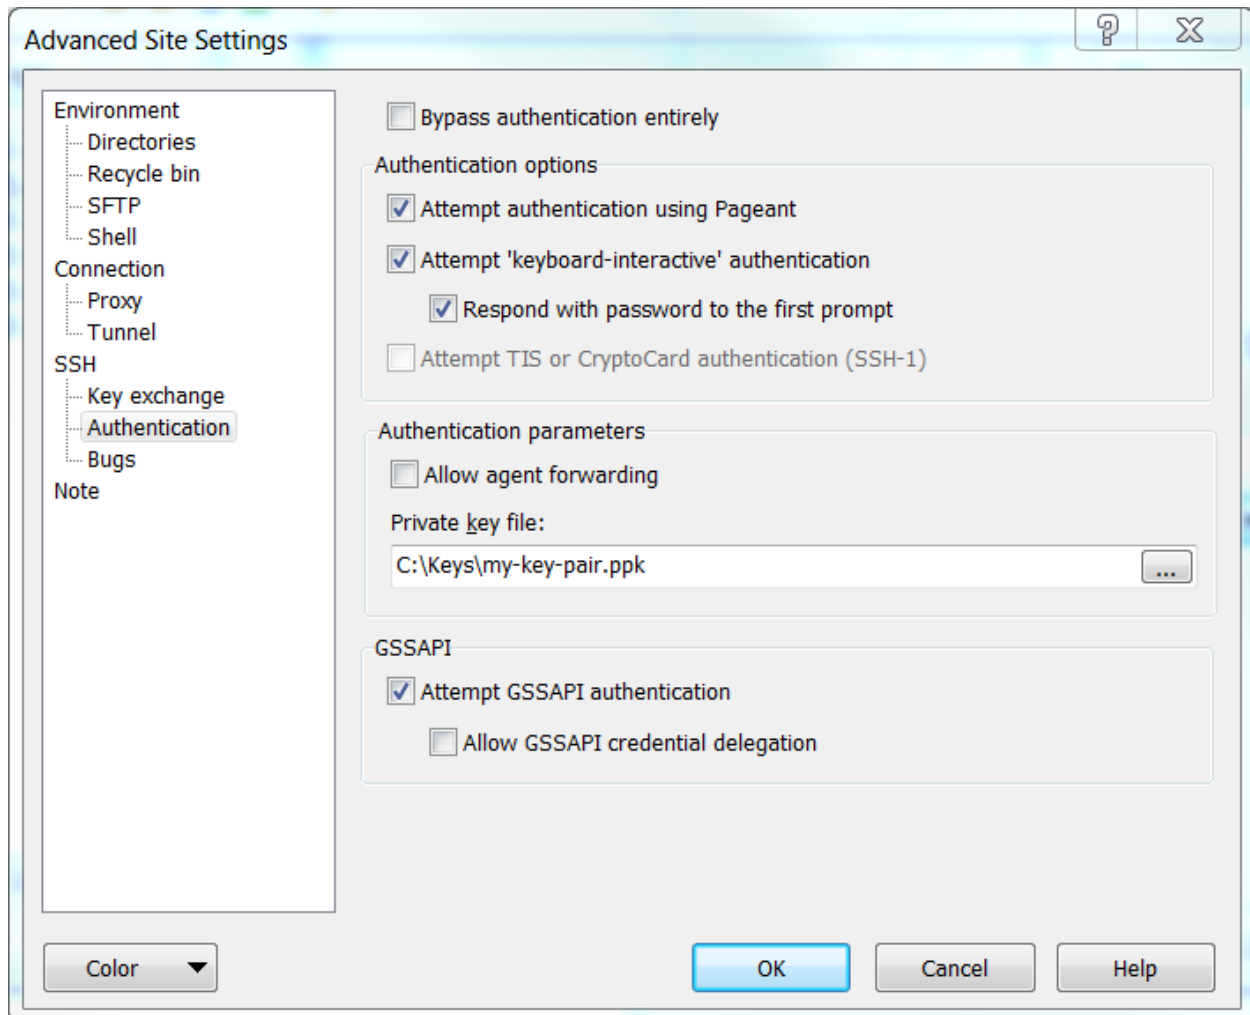 Advanced Site Settings
Environment
Directories
Recycle bin
SFTP
Shell
Connection
Proxy
Tunnel
SSH
Key exchange
Authentication
Bugs
Note
Bypass authentication entirely
Authentication options
Attempt authentication using Pageant
Attempt 'keyboard-interactive' authentication
Respond with password to the first prompt
Attempt TIS or CryptoCard authentication (SSH-1)
Authentication parameters
Allow agent forwarding
Private key file:
C:\Keys\my-key-pair.ppk
...
GSSAPI
Attempt GSSAPI authentication
Allow GSSAPI credential delegation
Color
OK
Cancel
Help